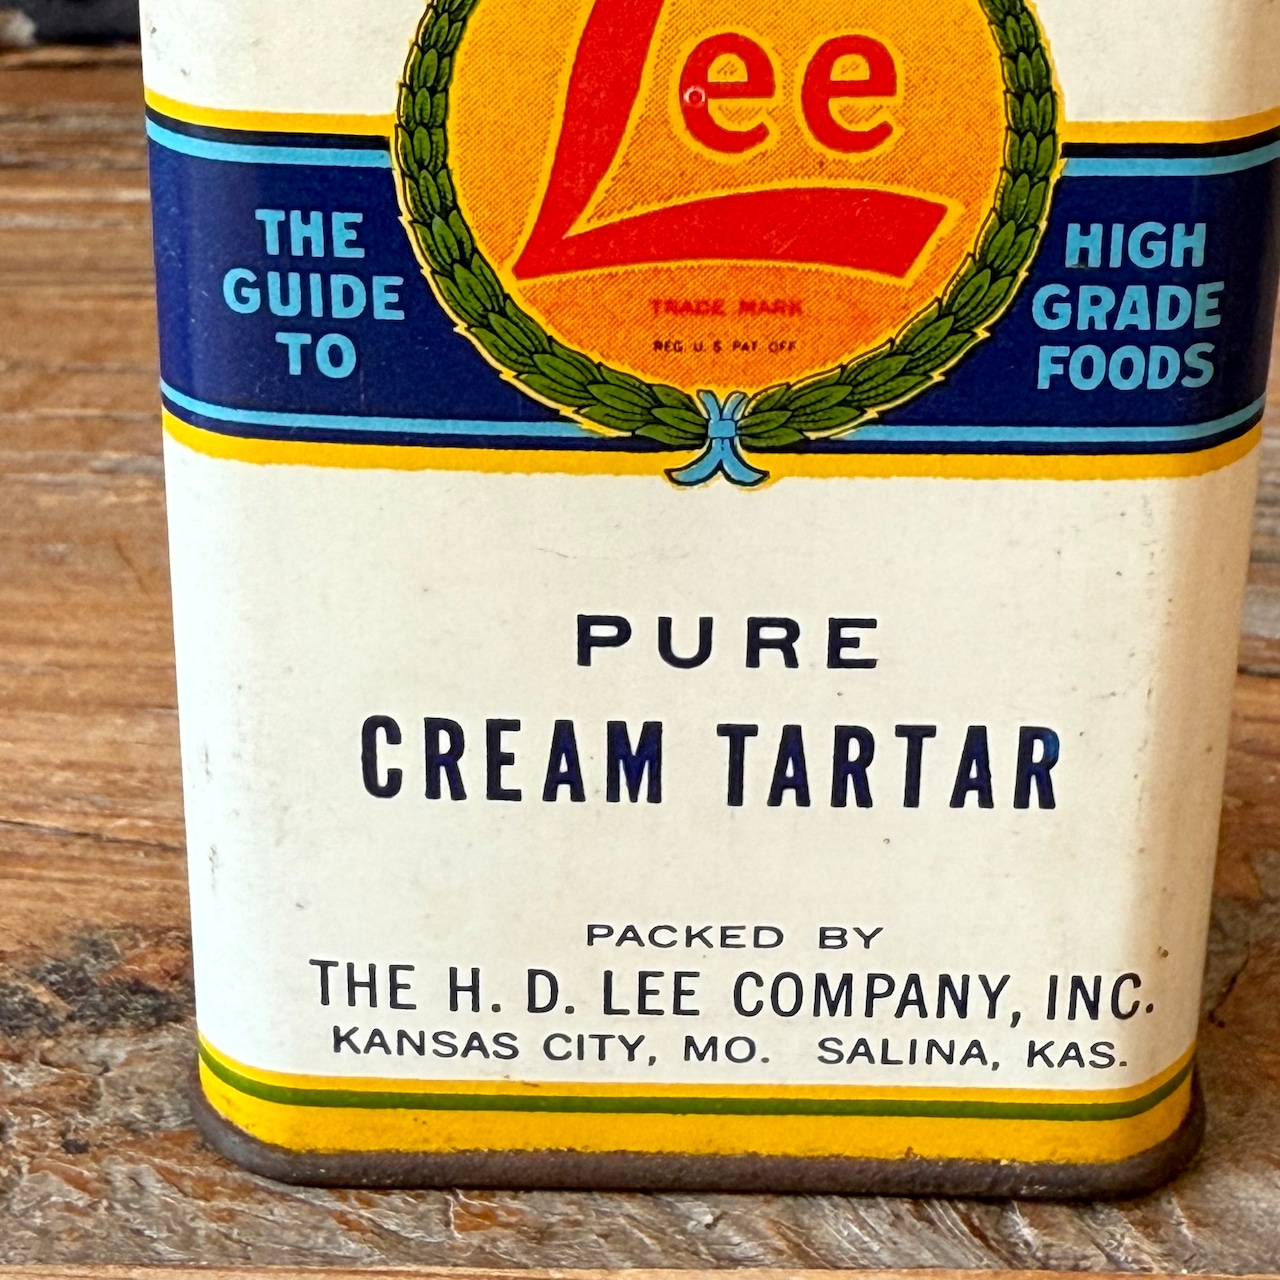 Lee
TRADE MARK
REG. U. S. PAT. OFF.
THE
GUIDE
TO
HIGH
GRADE
FOODS
PURE
CREAM TARTAR
PACKED BY
THE H. D. LEE COMPANY, INC.
KANSAS CITY, MO. SALINA, KAS.